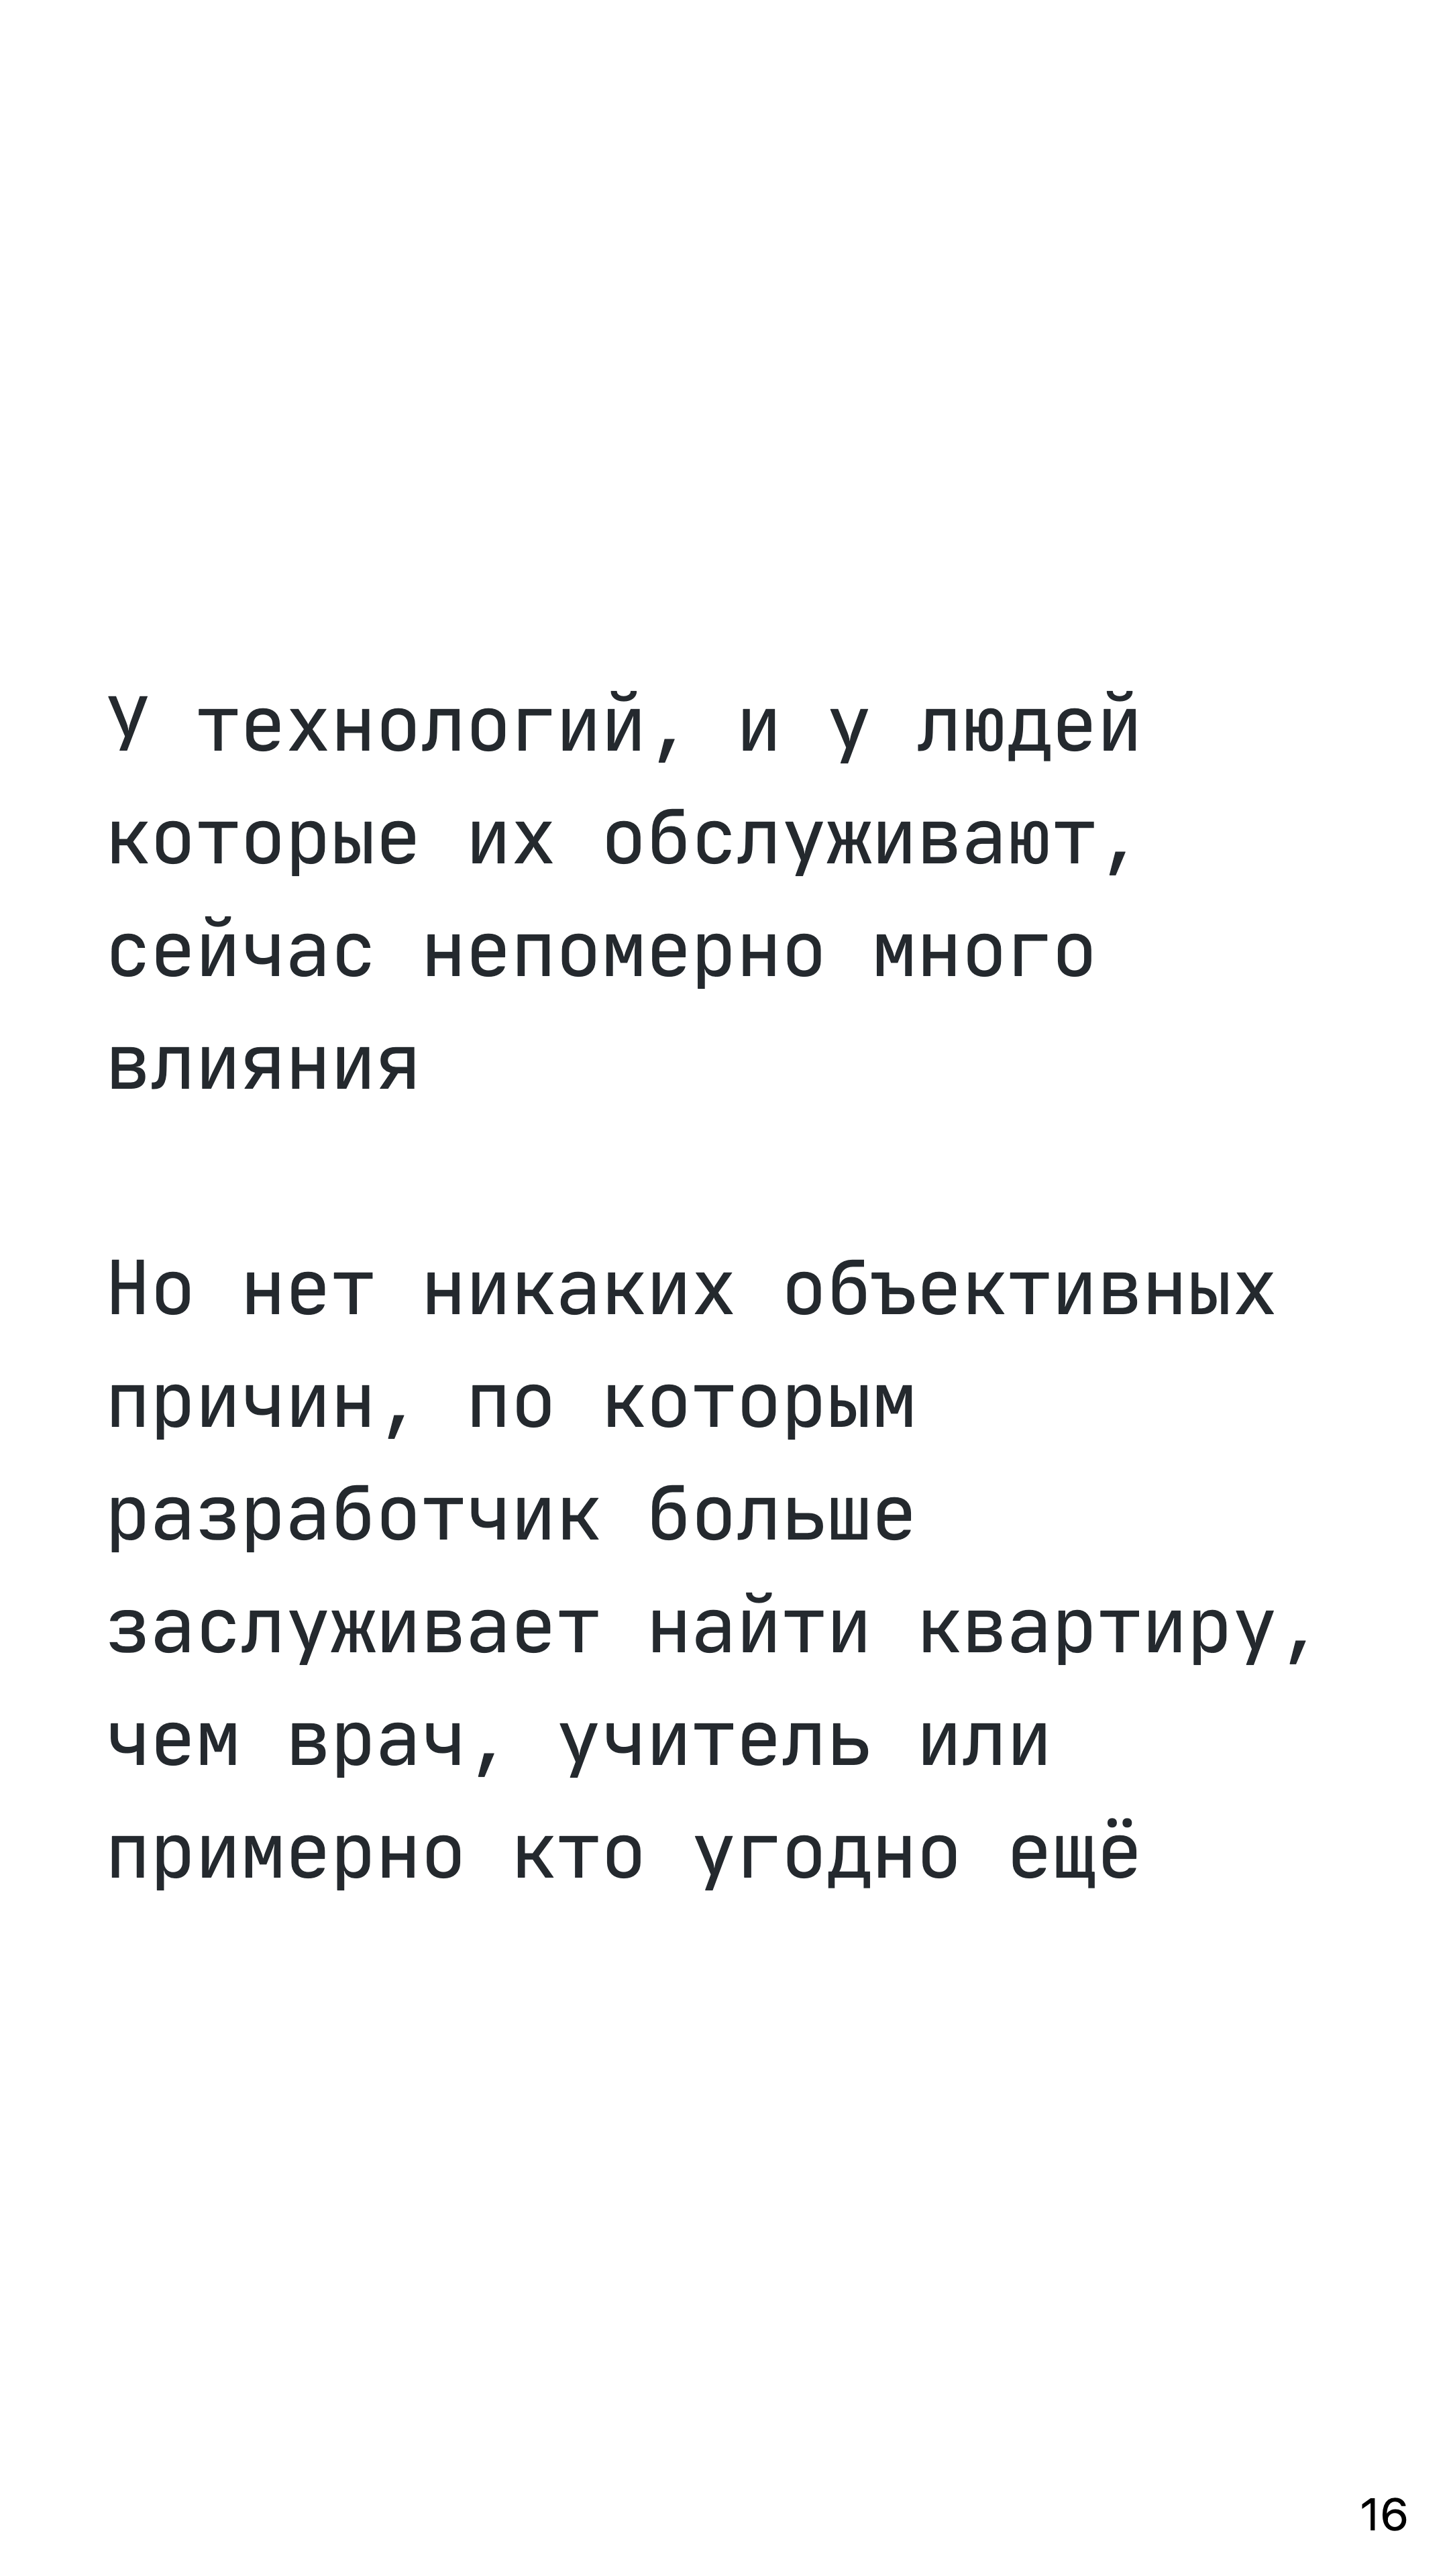 У технологий, и у людей
которые их обслуживают,
сейчас непомерно много
влияния
Но нет никаких объективных
причин, по которым
разработчик больше
заслуживает найти квартиру,
чем врач, учитель или
примерно кто угодно ещё
16